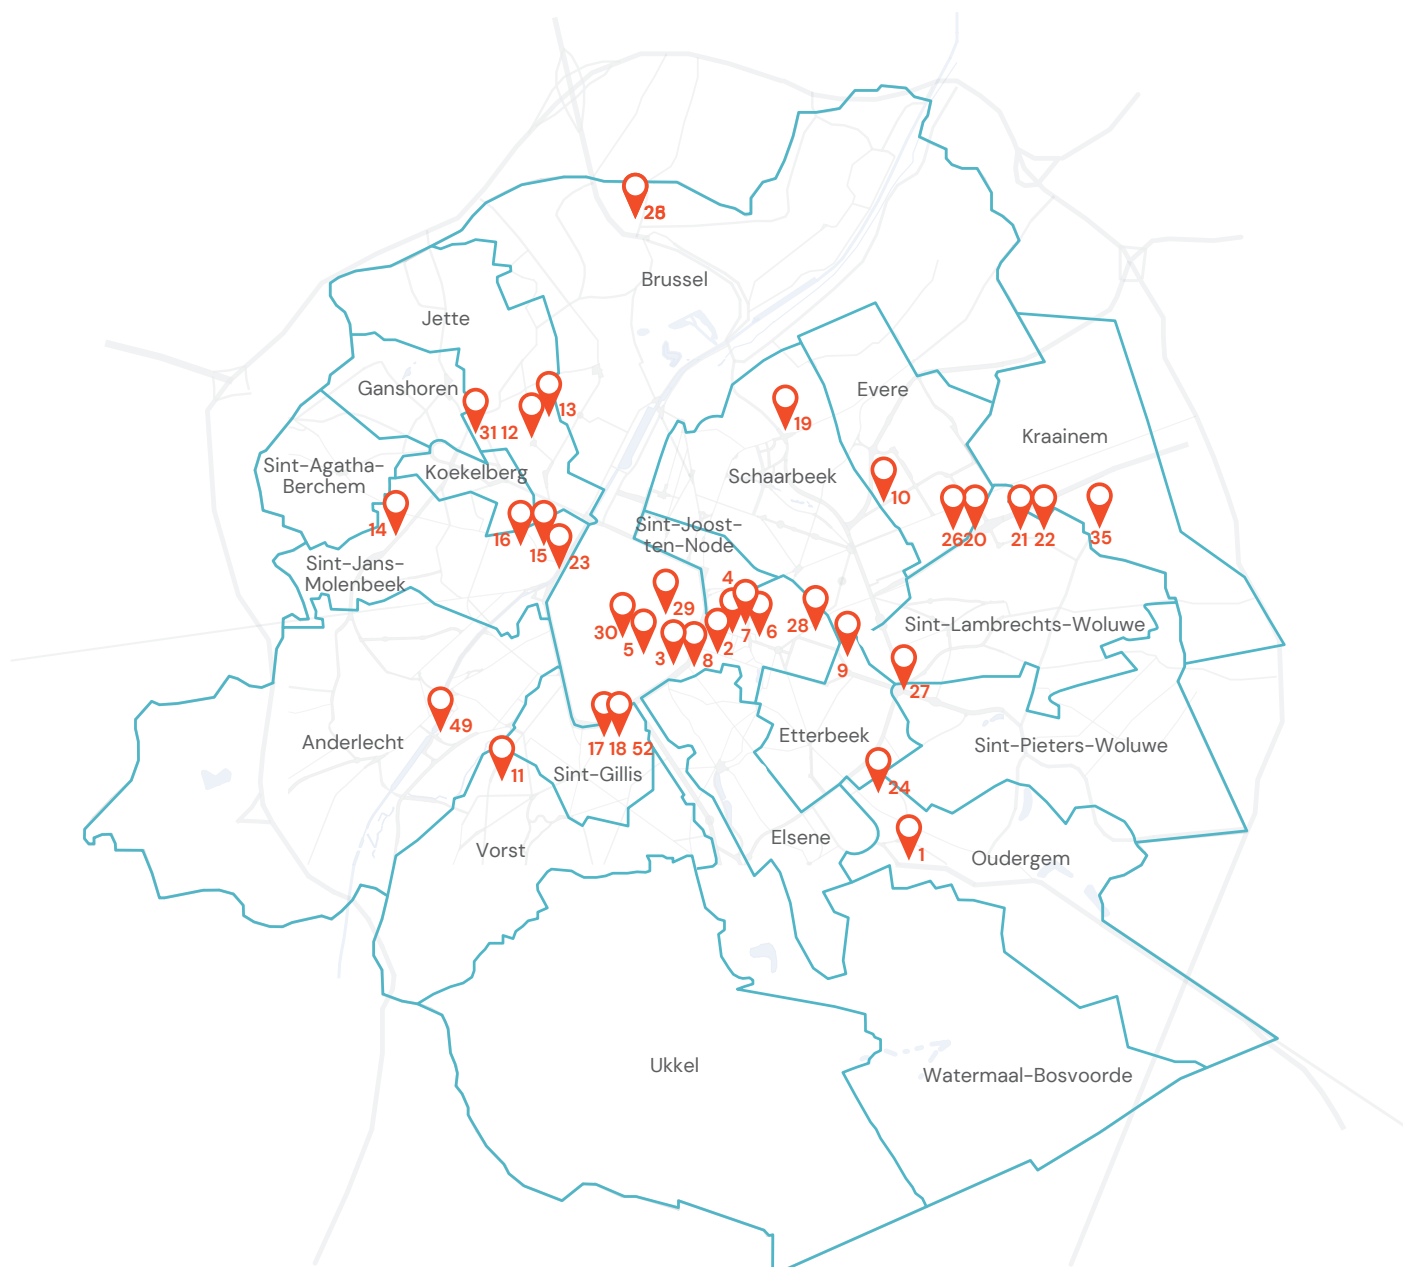 28
Brussel
Jette
Ganshoren
Evere
13
31
12
19
Kraainem
Sint-Agatha-
Berchem
Koekelberg
Schaarbeek
10
14
16
15
23
Sint-Joost-
ten-Node
26
20
21
22
35
Sint-Jans-
Molenbeek
4
29
30
5
3
8
2
7
6
28
9
Sint-Lambrechts-Woluwe
27
49
Anderlecht
11
17
18
52
Sint-Gillis
Etterbeek
Sint-Pieters-Woluwe
24
Vorst
Elsene
1
Oudergem
Ukkel
Watermaal-Bosvoorde